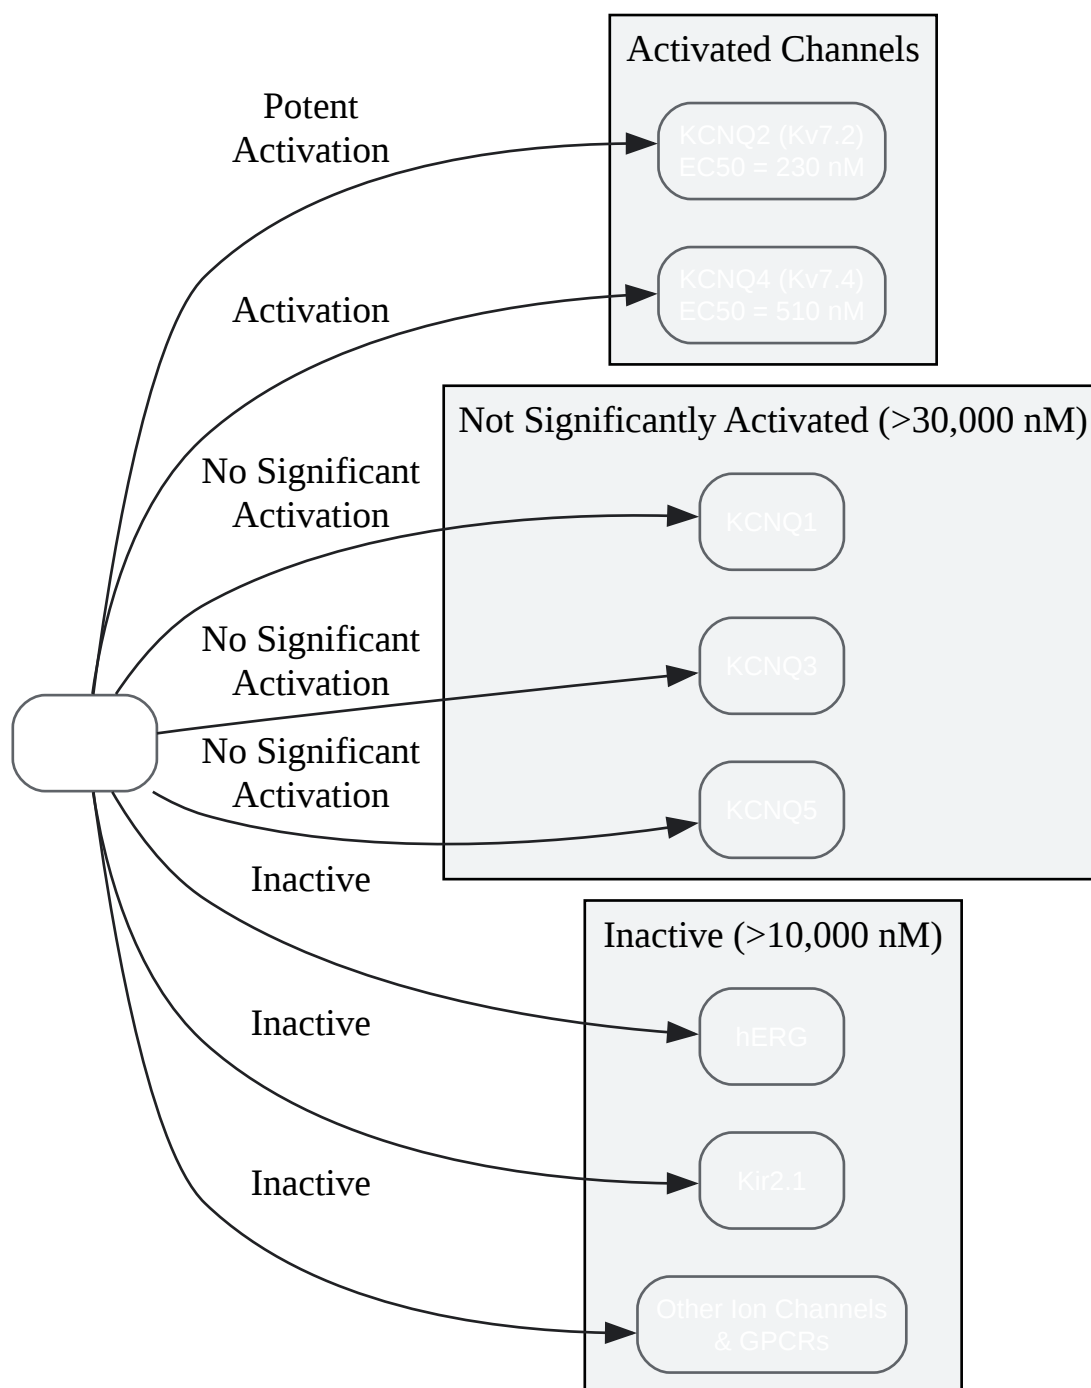 Activated Channels
Potent
Activation
KCNQ2 (Kv7.2)
EC50 = 230 nM
Activation
KCNQ4 (Kv7.4)
EC50 = 510 nM
Not Significantly Activated (>30,000 nM)
No Significant
Activation
KCNQ1
No Significant
Activation
KCNQ3
No Significant
Activation
KCNQ5
Inactive
Inactive (>10,000 nM)
hERG
Inactive
Kir2.1
Inactive
Other Ion Channels
& GPCRs